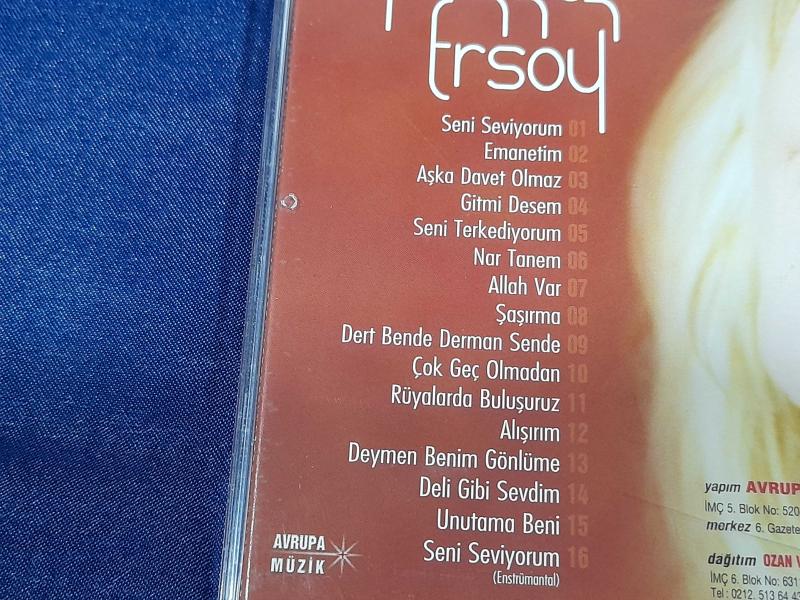 Ersoy
Seni Seviyorum 01
Emanetim 02
Aşka Davet Olmaz 03
Gitmi Desem 04
Seni Terkediyorum 05
Nar Tanem 06
Allah Var 07
Şaşırma 08
Dert Bende Derman Sende 09
Çok Geç Olmadan 10
Rüyalarda Buluşuruz 11
Alışırım 12
Deymen Benim Gönlüme 13
Deli Gibi Sevdim 14
Unutama Beni 15
Seni Seviyorum 16
(Enstrümantal)
AVRUPA
MÜZİK
yapım AVRUP
İMÇ 5. Blok No: 520
merkez 6. Gazete
dağıtım OZAN
İMÇ 6. Blok No: 631
Tel : 0212. 513 64 43